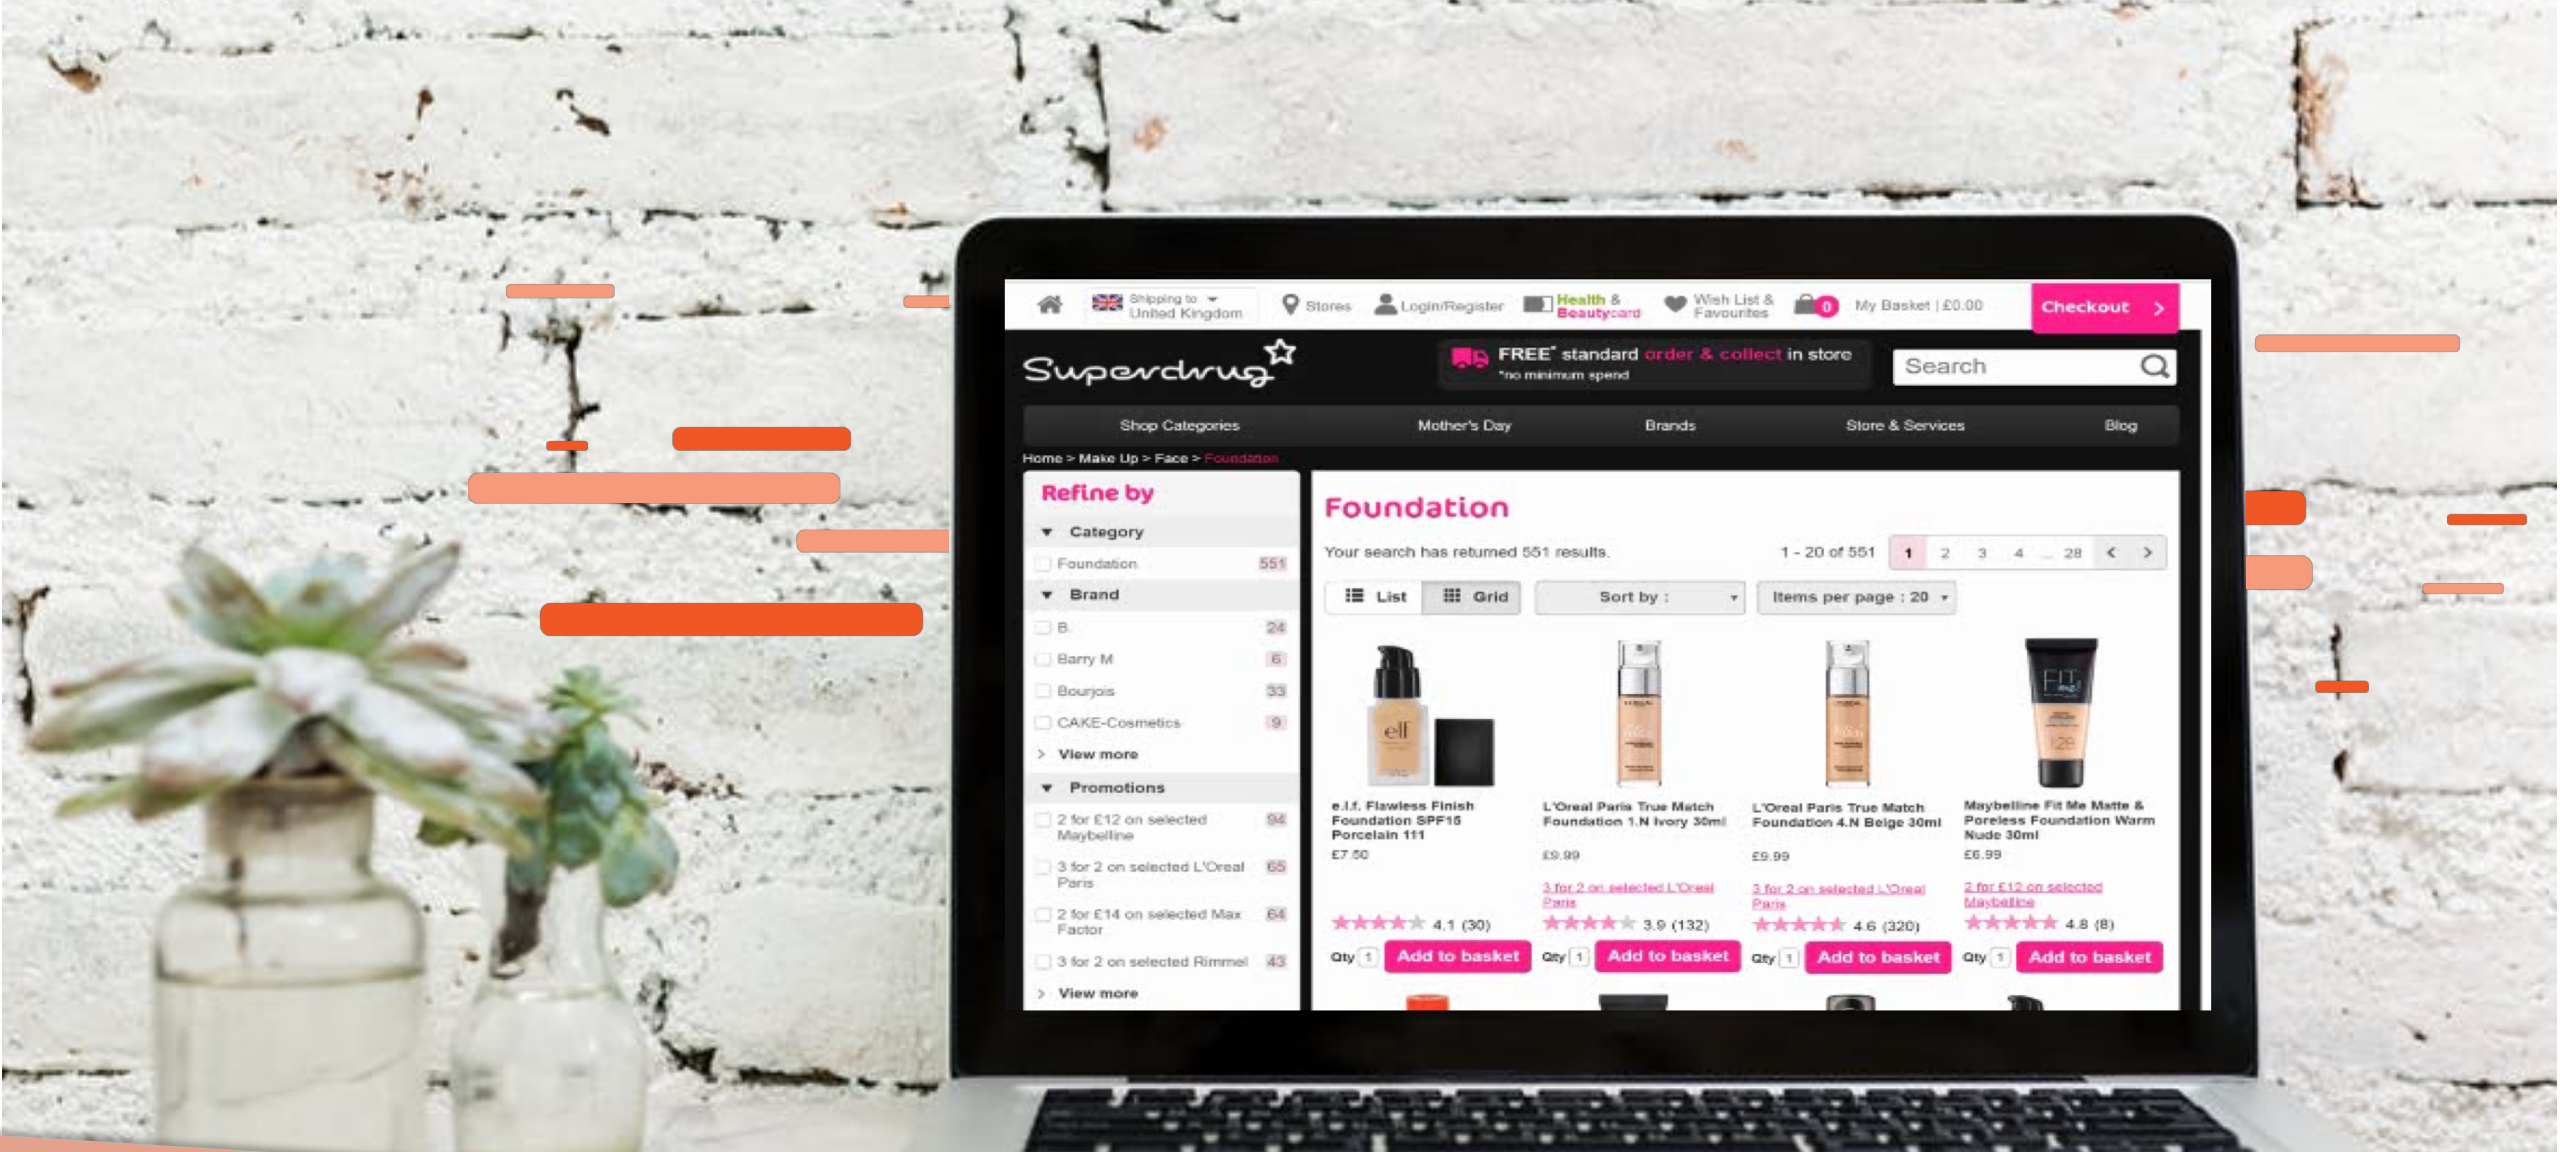 Shipping to
United Kingdom
Stores
Login/Register
Health &
Beautycard
Wish List &
Favourites
0
My Basket | £0.00
Checkout
Superdrug
FREE* standard order & collect in store
*no minimum spend
Search
Shop Categories
Mother's Day
Brands
Store & Services
Blog
Home > Make Up > Face > Foundation
Refine by
Category
Foundation 551
Brand
B. 24
Barry M 6
Bourjois 33
CAKE-Cosmetics 9
> View more
Promotions
2 for £12 on selected 94
Maybelline
3 for 2 on selected L'Oreal 65
Paris
2 for £14 on selected Max 64
Factor
3 for 2 on selected Rimmel 43
> View more
Foundation
Your search has returned 551 results.
1 - 20 of 551 1 2 3 4 ... 28 < >
List Grid Sort by : Items per page : 20
elf
FIT
me!
128
e.l.f. Flawless Finish
Foundation SPF15
Porcelain 111
£7.50
4.1 (30)
Qty 1 Add to basket
L'Oreal Paris True Match
Foundation 1.N Ivory 30ml
£9.99
3 for 2 on selected L'Oreal
Paris
3.9 (132)
Qty 1 Add to basket
L'Oreal Paris True Match
Foundation 4.N Beige 30ml
£9.99
3 for 2 on selected L'Oreal
Paris
4.6 (320)
Qty 1 Add to basket
Maybelline Fit Me Matte &
Poreless Foundation Warm
Nude 30ml
£6.99
2 for £12 on selected
Maybelline
4.8 (8)
Qty 1 Add to basket